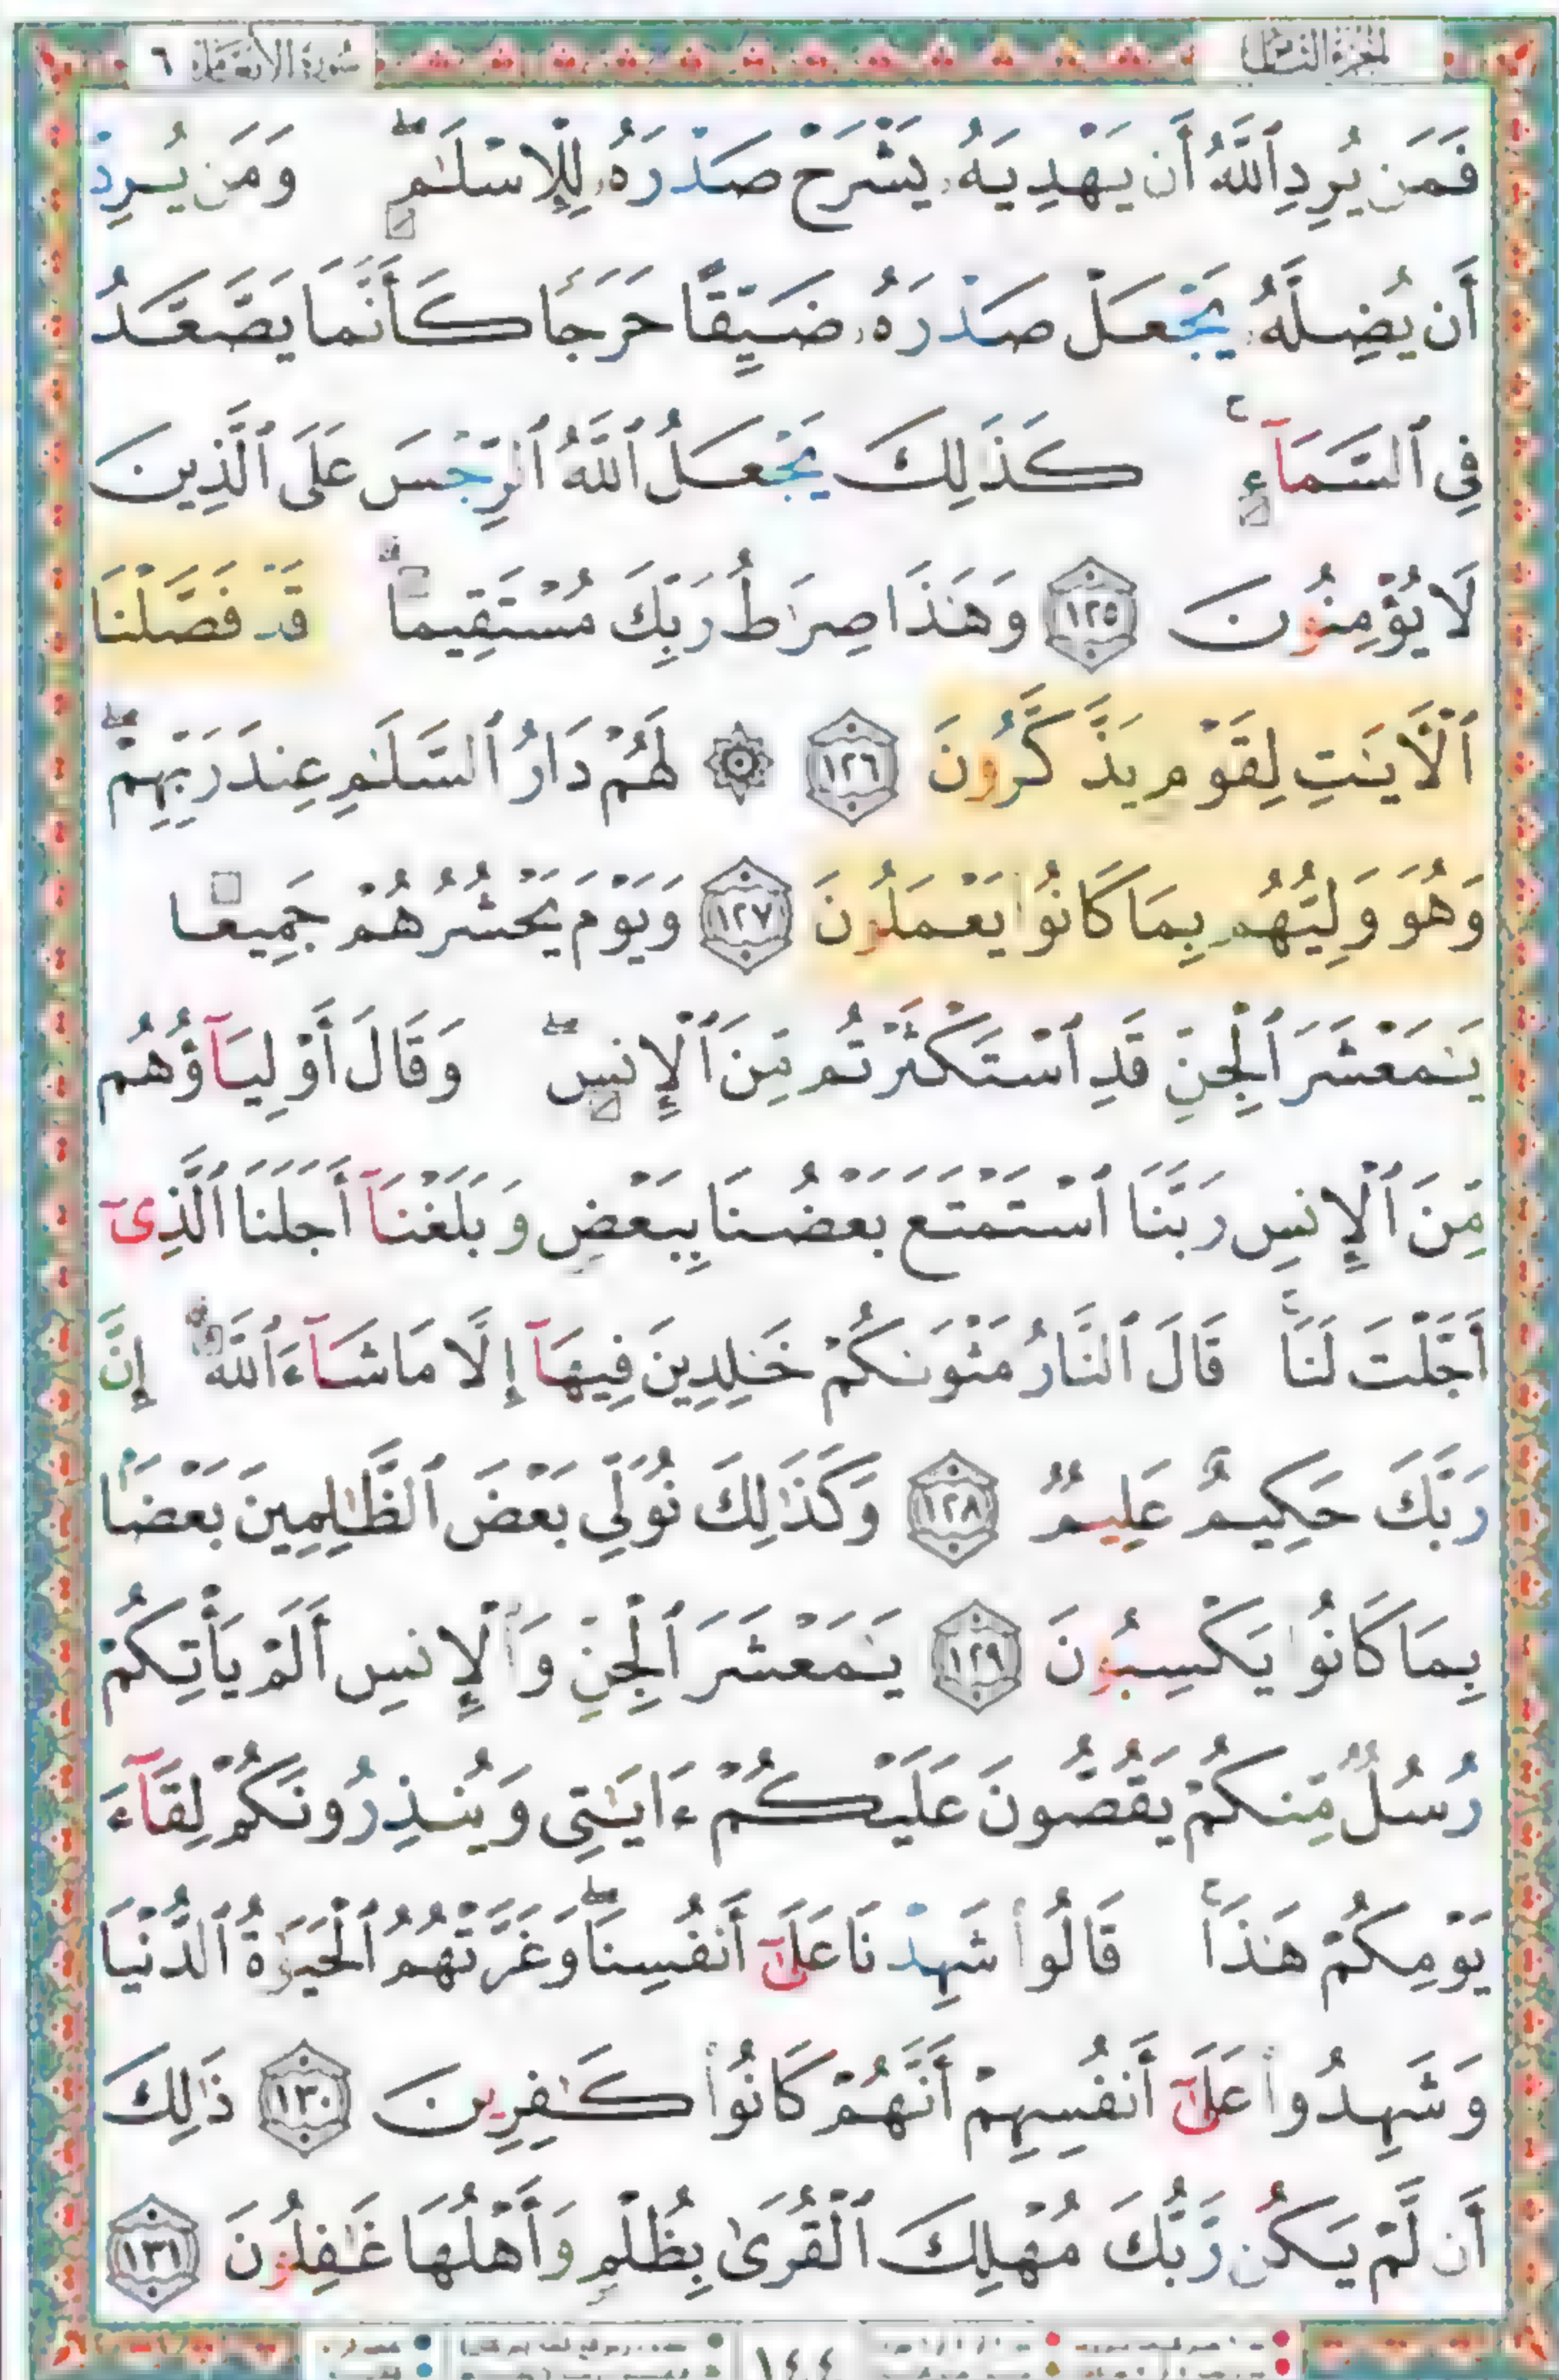 الجزء الثامن
سورة الأنعام ٦
فَمَن يُرِدِ ٱللَّهُ أَن يَهْدِيَهُۥ يَشْرَحْ صَدْرَهُۥ لِلْإِسْلَـٰمِ ۖ وَمَن يُرِدْ
أَن يُضِلَّهُۥ يَجْعَلْ صَدْرَهُۥ ضَيِّقًا حَرَجًا كَأَنَّمَا يَصَّعَّدُ
فِى ٱلسَّمَآءِ ۚ كَذَٰلِكَ يَجْعَلُ ٱللَّهُ ٱلرِّجْسَ عَلَى ٱلَّذِينَ
لَا يُؤْمِنُونَ ١٢٥ وَهَـٰذَا صِرَٰطُ رَبِّكَ مُسْتَقِيمًا ۗ قَدْ فَصَّلْنَا
ٱلْـَٔايَـٰتِ لِقَوْمٍ يَذَّكَّرُونَ ١٢٦ ۞ لَهُمْ دَارُ ٱلسَّلَـٰمِ عِندَ رَبِّهِمْ ۖ
وَهُوَ وَلِيُّهُم بِمَا كَانُوا۟ يَعْمَلُونَ ١٢٧ وَيَوْمَ يَحْشُرُهُمْ جَمِيعًا
يَـٰمَعْشَرَ ٱلْجِنِّ قَدِ ٱسْتَكْثَرْتُم مِّنَ ٱلْإِنسِ ۖ وَقَالَ أَوْلِيَآؤُهُم
مِّنَ ٱلْإِنسِ رَبَّنَا ٱسْتَمْتَعَ بَعْضُنَا بِبَعْضٍ وَبَلَغْنَآ أَجَلَنَا ٱلَّذِىٓ
أَجَّلْتَ لَنَا ۚ قَالَ ٱلنَّارُ مَثْوَىٰكُمْ خَـٰلِدِينَ فِيهَآ إِلَّا مَا شَآءَ ٱللَّهُ ۗ إِنَّ
رَبَّكَ حَكِيمٌ عَلِيمٌ ١٢٨ وَكَذَٰلِكَ نُوَلِّى بَعْضَ ٱلظَّـٰلِمِينَ بَعْضًۢا
بِمَا كَانُوا۟ يَكْسِبُونَ ١٢٩ يَـٰمَعْشَرَ ٱلْجِنِّ وَٱلْإِنسِ أَلَمْ يَأْتِكُمْ
رُسُلٌ مِّنكُمْ يَقُصُّونَ عَلَيْكُمْ ءَايَـٰتِى وَيُنذِرُونَكُمْ لِقَآءَ
يَوْمِكُمْ هَـٰذَا ۚ قَالُوا۟ شَهِدْنَا عَلَىٰٓ أَنفُسِنَا ۖ وَغَرَّتْهُمُ ٱلْحَيَوٰةُ ٱلدُّنْيَا
وَشَهِدُوا۟ عَلَىٰٓ أَنفُسِهِمْ أَنَّهُمْ كَانُوا۟ كَـٰفِرِينَ ١٣٠ ذَٰلِكَ
أَن لَّمْ يَكُن رَّبُّكَ مُهْلِكَ ٱلْقُرَىٰ بِظُلْمٍ وَأَهْلُهَا غَـٰفِلُونَ ١٣١
١٤٤